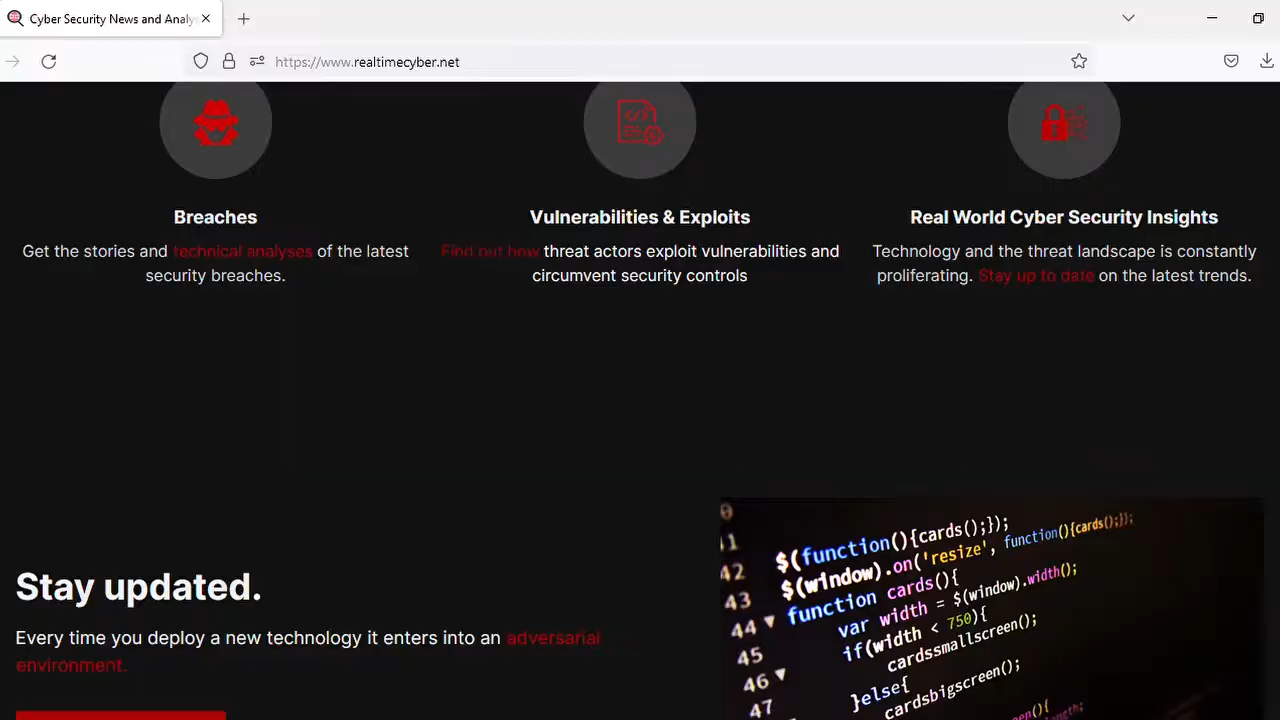 Cyber Security News and Analy
https://www.realtimecyber.net
Breaches
Get the stories and technical analyses of the latest
security breaches.
Vulnerabilities & Exploits
Find out how threat actors exploit vulnerabilities and
circumvent security controls
Real World Cyber Security Insights
Technology and the threat landscape is constantly
proliferating. Stay up to date on the latest trends.
Stay updated.
Every time you deploy a new technology it enters into an adversarial
environment.
41 $(function(){cards();});
42 $(window).on('resize', function(){cards();});
43 function cards(){
44 var width = $(window).width();
45 if(width < 750){
46 cardssmallscreen();
47 }else{
cardsbigscreen();